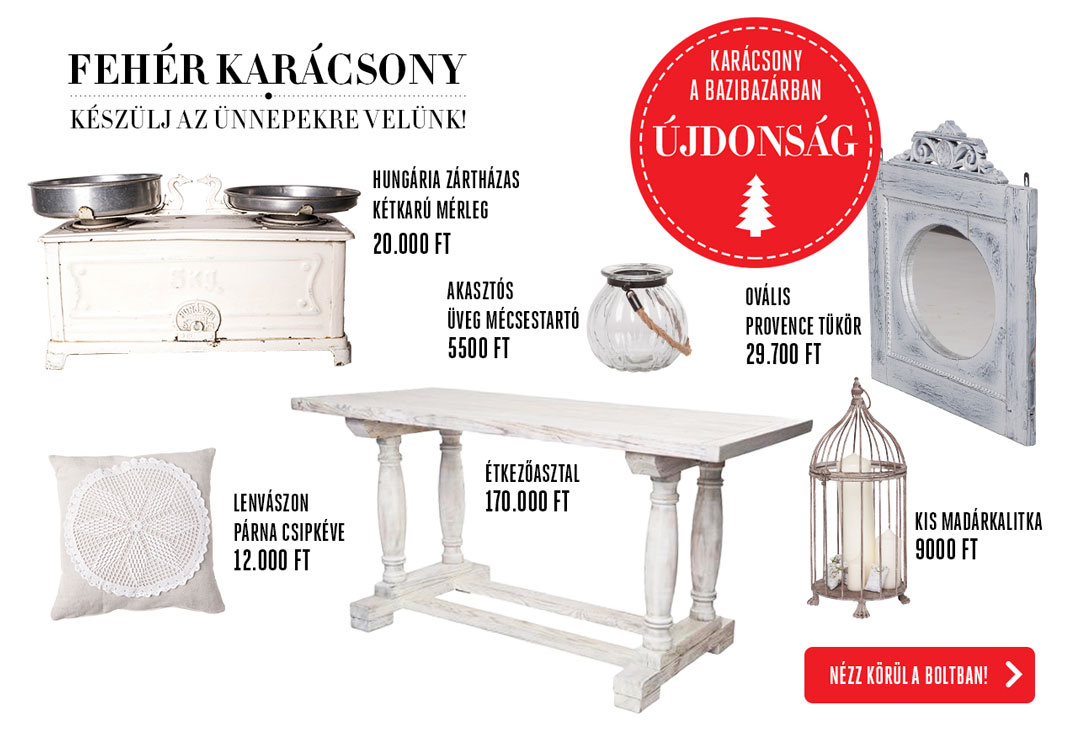 FEHÉR KARÁCSONY
KÉSZÜLJ AZ ÜNNEPEKRE VELÜNK!
KARÁCSONY
A BAZIBAZÁRBAN
ÚJDONSÁG
HUNGÁRIA ZÁRTHÁZAS
KÉTKARÚ MÉRLEG
20.000 FT
AKASZTÓS
ÜVEG MÉCSESTARTÓ
5500 FT
OVÁLIS
PROVENCE TÜKÖR
29.700 FT
LENVÁSZON
PÁRNA CSIPKÉVE
12.000 FT
ÉTKEZŐASZTAL
170.000 FT
KIS MADÁRKALITKA
9000 FT
NÉZZ KÖRÜL A BOLTBAN!